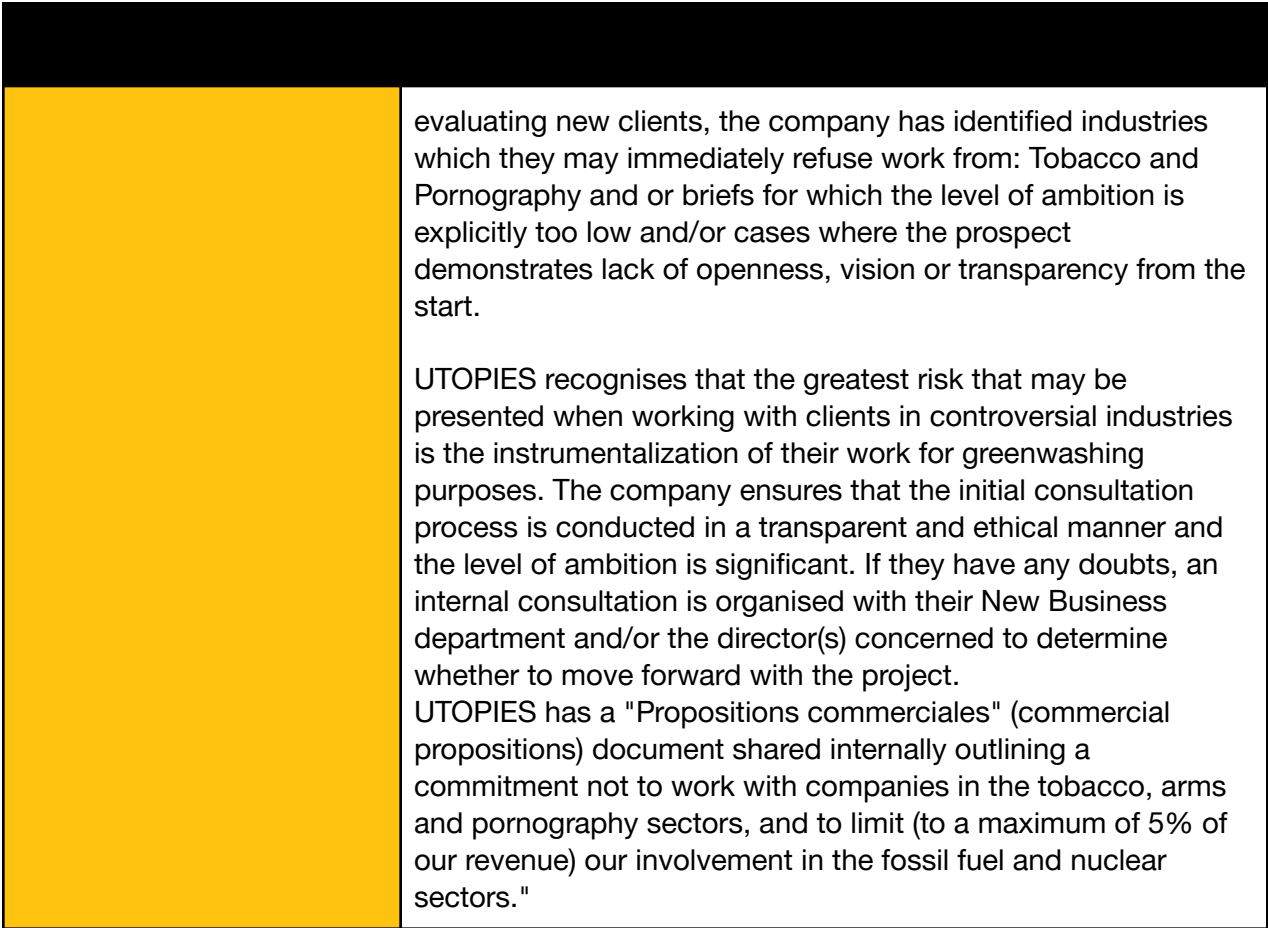 evaluating new clients, the company has identified industries
which they may immediately refuse work from: Tobacco and
Pornography and or briefs for which the level of ambition is
explicitly too low and/or cases where the prospect
demonstrates lack of openness, vision or transparency from the
start.
UTOPIES recognises that the greatest risk that may be
presented when working with clients in controversial industries
is the instrumentalization of their work for greenwashing
purposes. The company ensures that the initial consultation
process is conducted in a transparent and ethical manner and
the level of ambition is significant. If they have any doubts, an
internal consultation is organised with their New Business
department and/or the director(s) concerned to determine
whether to move forward with the project.
UTOPIES has a "Propositions commerciales" (commercial
propositions) document shared internally outlining a
commitment not to work with companies in the tobacco, arms
and pornography sectors, and to limit (to a maximum of 5% of
our revenue) our involvement in the fossil fuel and nuclear
sectors."